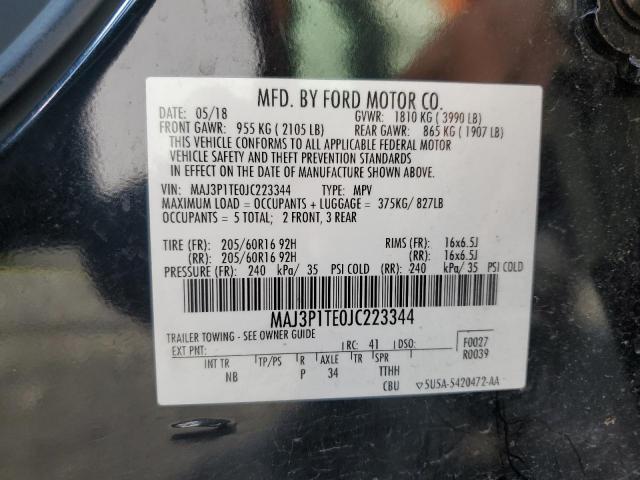 MFD. BY FORD MOTOR CO.
DATE: 05/18 GVWR: 1810 KG ( 3990 LB)
FRONT GAWR: 955 KG ( 2105 LB) REAR GAWR: 865 KG ( 1907 LB)
THIS VEHICLE CONFORMS TO ALL APPLICABLE FEDERAL MOTOR
VEHICLE SAFETY AND THEFT PREVENTION STANDARDS
IN EFFECT ON THE DATE OF MANUFACTURE SHOWN ABOVE.
VIN: MAJ3P1TE0JC223344 TYPE: MPV
MAXIMUM LOAD = OCCUPANTS + LUGGAGE = 375KG/ 827LB
OCCUPANTS = 5 TOTAL; 2 FRONT, 3 REAR
TIRE (FR): 205/60R16 92H RIMS (FR): 16x6.5J
(RR): 205/60R16 92H (RR): 16x6.5J
PRESSURE (FR): 240 kPa/ 35 PSI COLD (RR): 240 kPa/ 35 PSI COLD
MAJ3P1TE0JC223344
TRAILER TOWING - SEE OWNER GUIDE
EXT PNT: RC: 41 DSO: F0027
R0039
INT TR TP/PS R AXLE TR SPR
NB P 34 TTHH
CBU ▽SU5A-5420472-AA